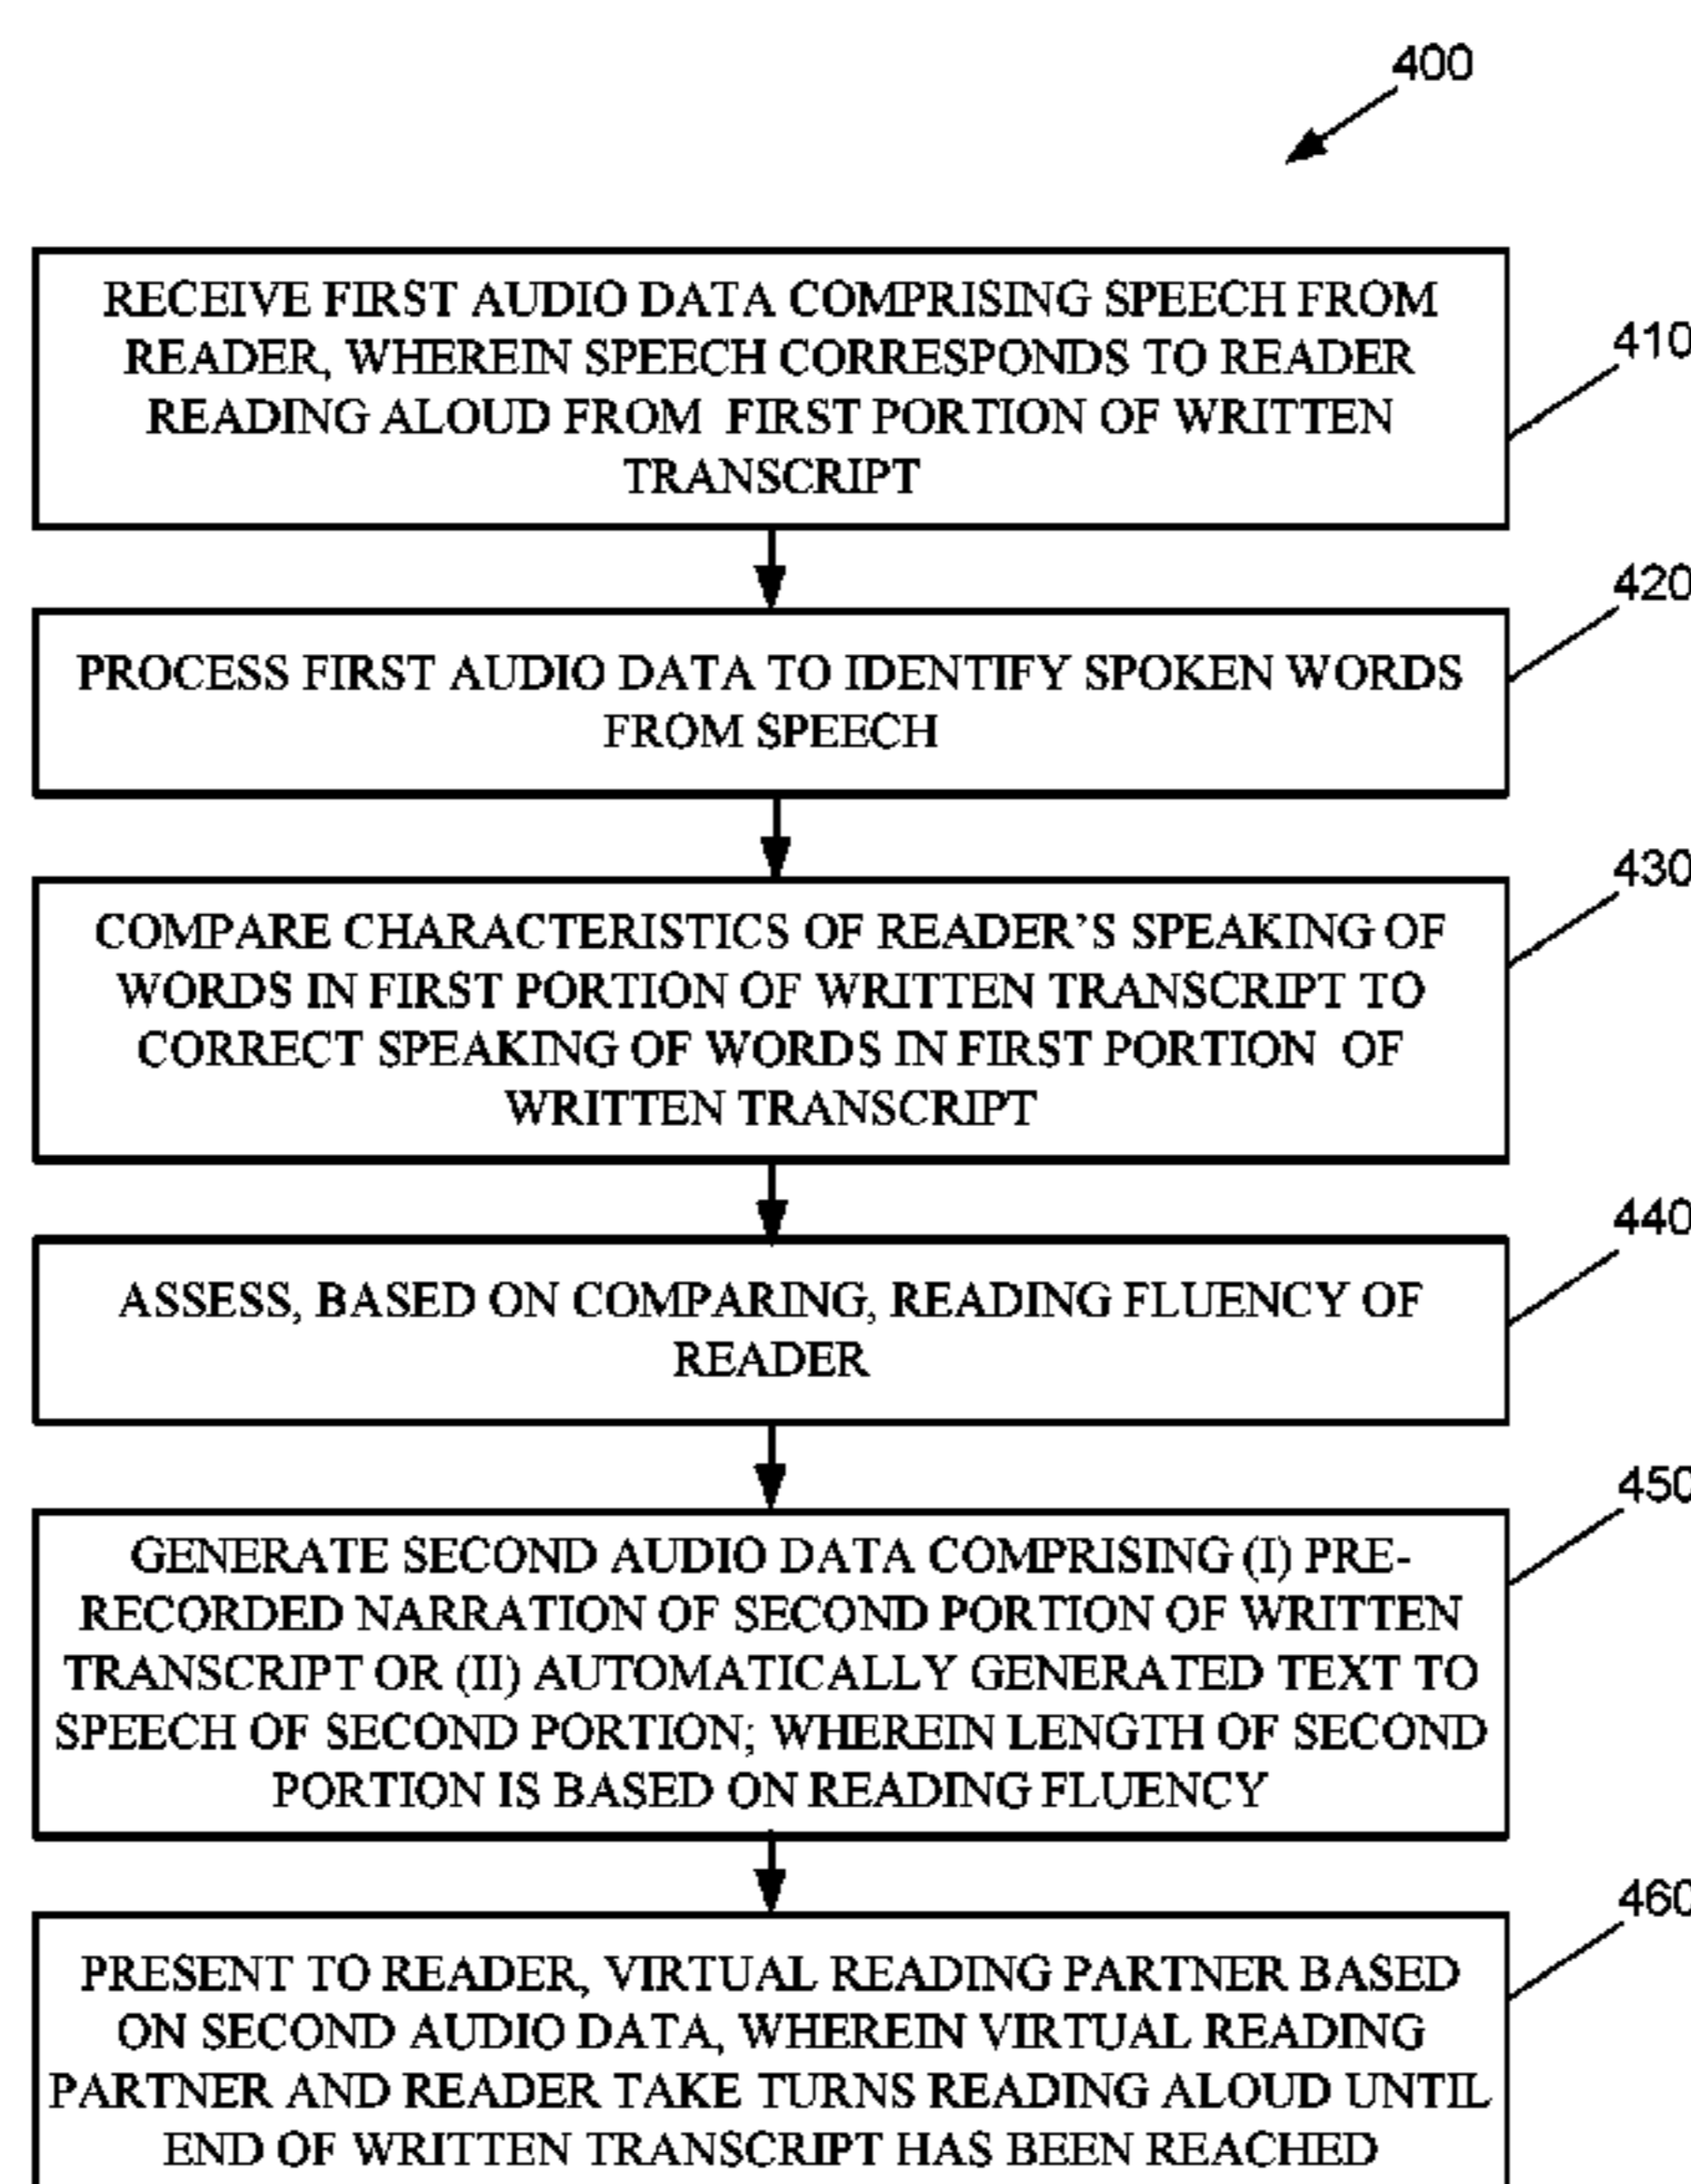 400
RECEIVE FIRST AUDIO DATA COMPRISING SPEECH FROM
READER, WHEREIN SPEECH CORRESPONDS TO READER
READING ALOUD FROM FIRST PORTION OF WRITTEN
TRANSCRIPT
410
PROCESS FIRST AUDIO DATA TO IDENTIFY SPOKEN WORDS
FROM SPEECH
420
COMPARE CHARACTERISTICS OF READER'S SPEAKING OF
WORDS IN FIRST PORTION OF WRITTEN TRANSCRIPT TO
CORRECT SPEAKING OF WORDS IN FIRST PORTION OF
WRITTEN TRANSCRIPT
430
ASSESS, BASED ON COMPARING, READING FLUENCY OF
READER
440
GENERATE SECOND AUDIO DATA COMPRISING (I) PRE-
RECORDED NARRATION OF SECOND PORTION OF WRITTEN
TRANSCRIPT OR (II) AUTOMATICALLY GENERATED TEXT TO
SPEECH OF SECOND PORTION; WHEREIN LENGTH OF SECOND
PORTION IS BASED ON READING FLUENCY
450
PRESENT TO READER, VIRTUAL READING PARTNER BASED
ON SECOND AUDIO DATA, WHEREIN VIRTUAL READING
PARTNER AND READER TAKE TURNS READING ALOUD UNTIL
END OF WRITTEN TRANSCRIPT HAS BEEN REACHED
460